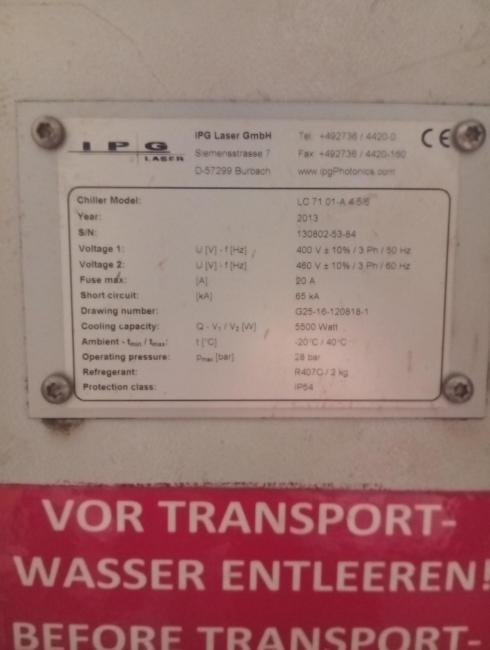 IPG
LASER
IPG Laser GmbH
Siemensstrasse 7
D-57299 Burbach
Tel. +492736 / 4420-0
Fax +492736 / 4420-160
www.ipgPhotonics.com
CE
Chiller Model: LC 71 01-A 4-5/6
Year: 2013
S/N: 130802-53-84
Voltage 1: U [V] - f [Hz] 400 V ± 10% / 3 Ph / 50 Hz
Voltage 2: U [V] - f [Hz] 460 V ± 10% / 3 Ph / 60 Hz
Fuse max: [A] 20 A
Short circuit: [kA] 65 kA
Drawing number: G25-16-120818-1
Cooling capacity: Q - V1 / V2 [W] 5500 Watt
Ambient - tmin / tmax: t [°C] -20°C / 40°C
Operating pressure: Pmax [bar] 28 bar
Refregerant: R407C / 2 kg
Protection class: IP54
VOR TRANSPORT-
WASSER ENTLEEREN!
BEFORE TRANSPORT-